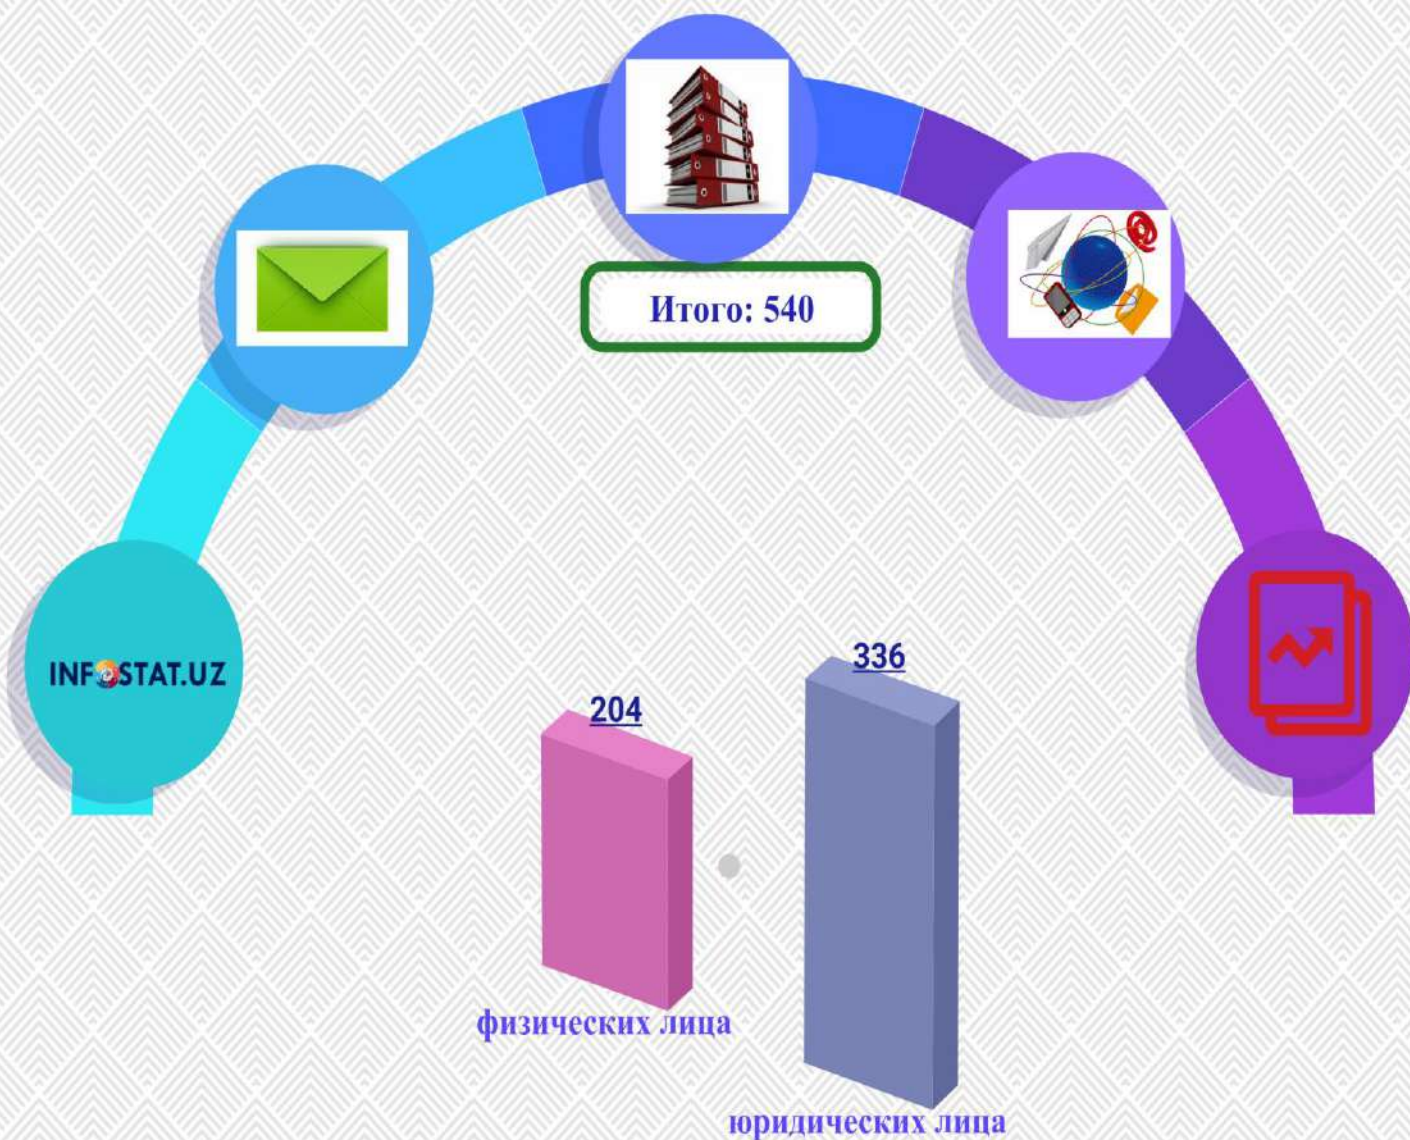 Итого: 540
INFOSTAT.UZ
204
336
физических лица
юридических лица